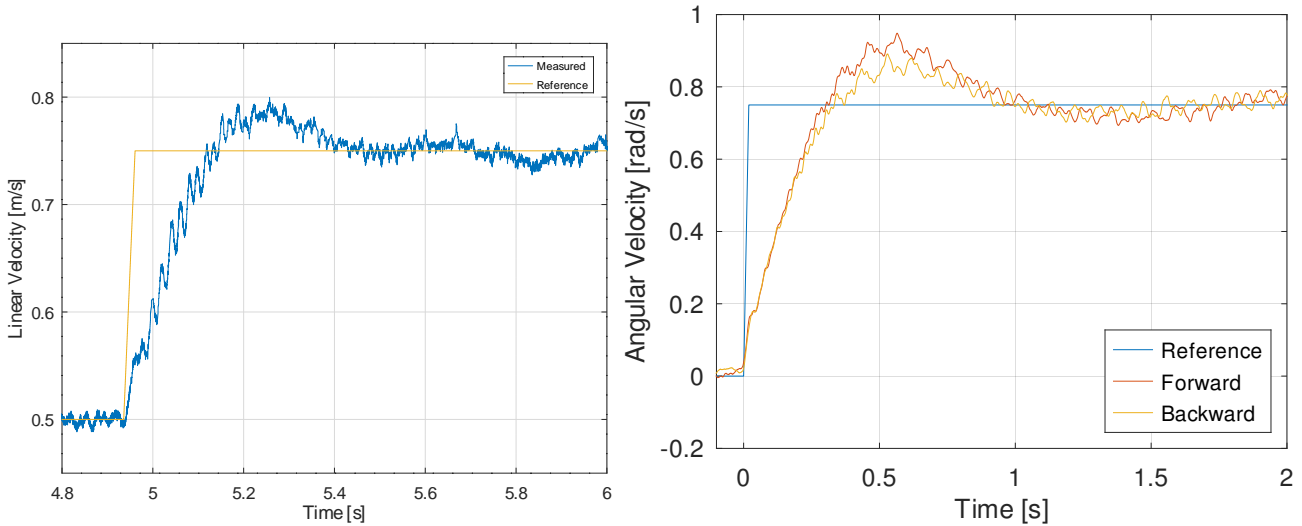 Linear Velocity [m/s]
0.8
0.7
0.6
0.5
4.8
5
5.2
5.4
5.6
5.8
6
Time [s]
Measured
Reference
Angular Velocity [rad/s]
1
0.8
0.6
0.4
0.2
0
-0.2
0
0.5
1
1.5
2
Time [s]
Reference
Forward
Backward